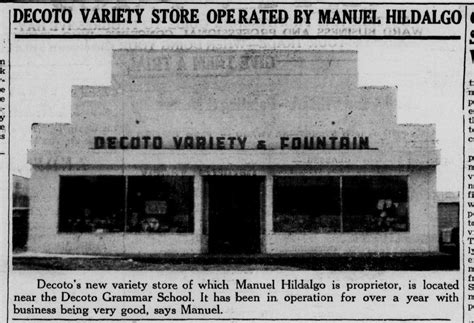 DECOTO VARIETY STORE OPERATED BY MANUEL HILDALGO
DECOTO VARIETY & FOUNTAIN
Decoto's new variety store of which Manuel Hildalgo is proprietor, is located
near the Decoto Grammar School. It has been in operation for over a year with
business being very good, says Manuel.